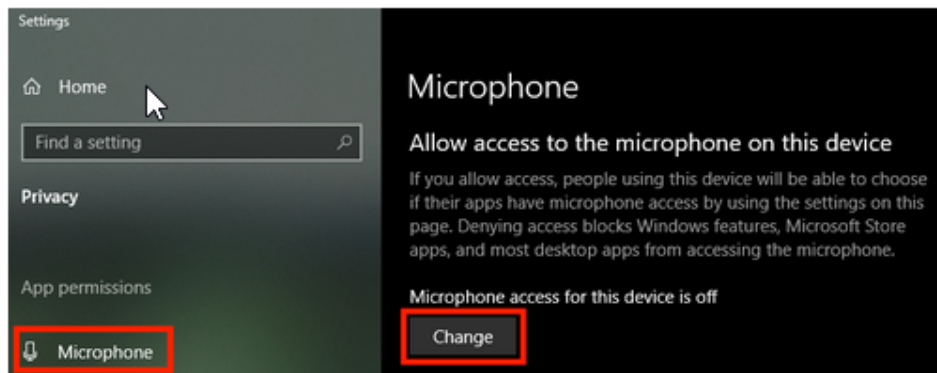 Settings
Home
Find a setting
Privacy
App permissions
Microphone
Microphone
Allow access to the microphone on this device
If you allow access, people using this device will be able to choose
if their apps have microphone access by using the settings on this
page. Denying access blocks Windows features, Microsoft Store
apps, and most desktop apps from accessing the microphone.
Microphone access for this device is off
Change